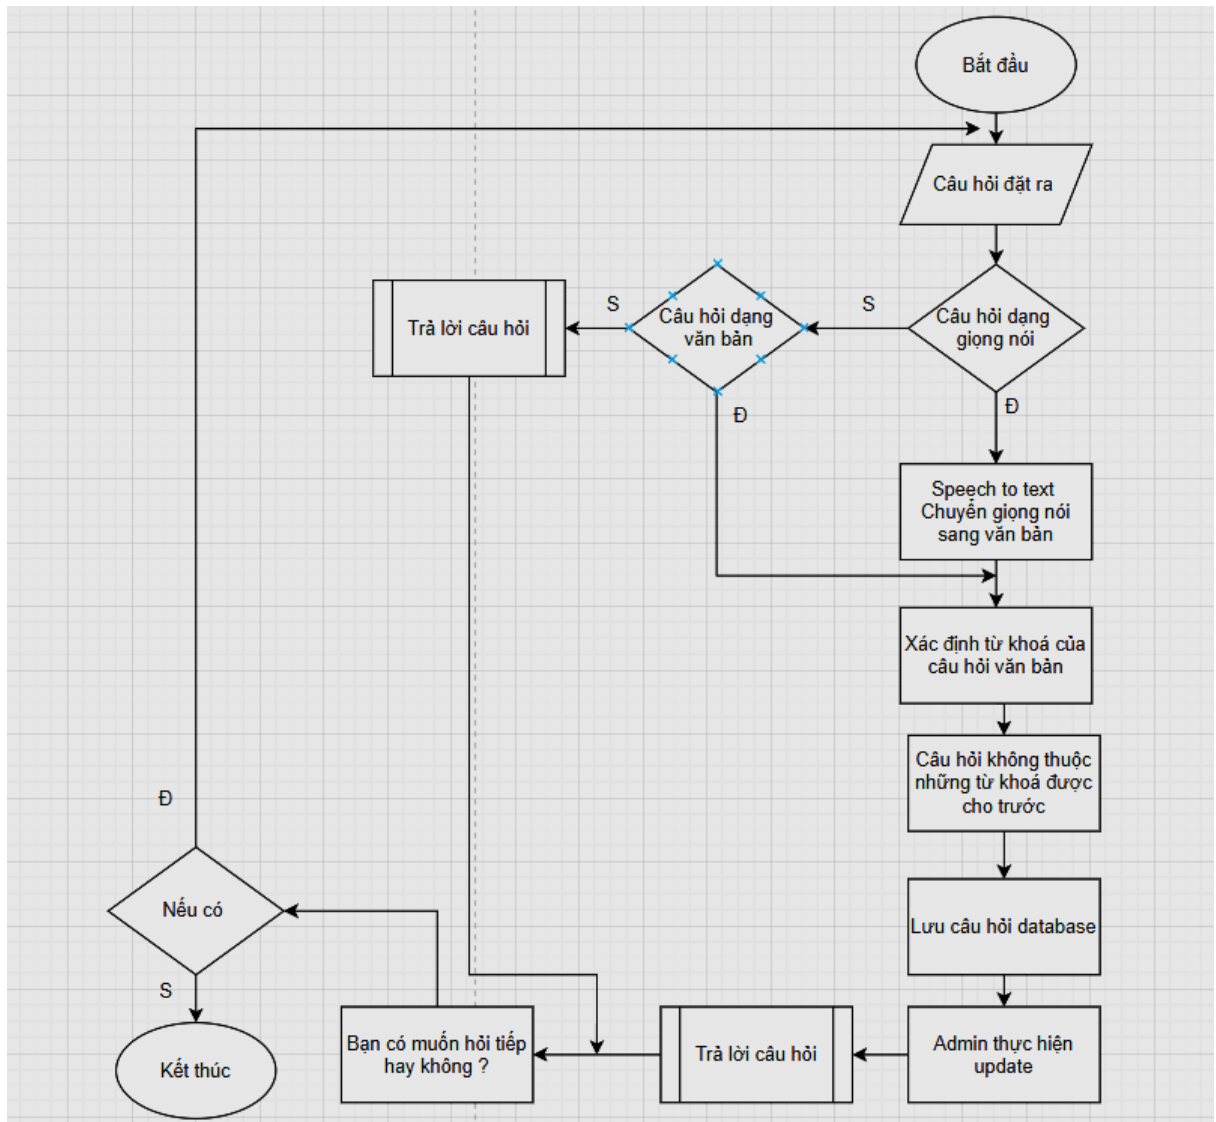 Bắt đầu
Câu hỏi đặt ra
Câu hỏi dạng
giọng nói
S
Câu hỏi dạng
văn bản
S
Trả lời câu hỏi
Đ
Đ
Speech to text
Chuyển giọng nói
sang văn bản
Xác định từ khoá của
câu hỏi văn bản
Câu hỏi không thuộc
những từ khoá được
cho trước
Lưu câu hỏi database
Admin thực hiện
update
Trả lời câu hỏi
Bạn có muốn hỏi tiếp
hay không ?
Nếu có
Đ
S
Kết thúc